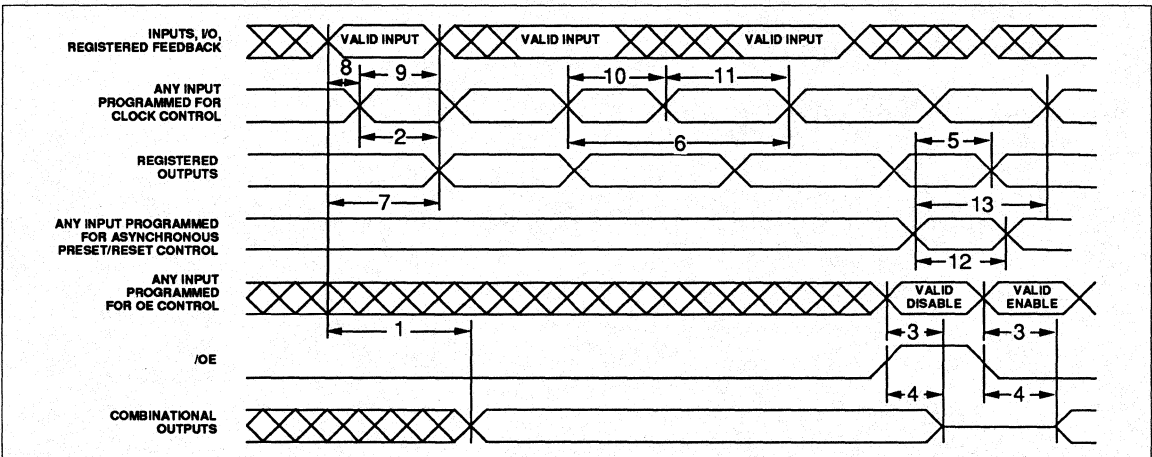 INPUTS, I/O,
REGISTERED FEEDBACK
VALID INPUT
VALID INPUT
VALID INPUT
8
9
10
11
ANY INPUT
PROGRAMMED FOR
CLOCK CONTROL
2
6
5
REGISTERED
OUTPUTS
7
13
ANY INPUT PROGRAMMED
FOR ASYNCHRONOUS
PRESET/RESET CONTROL
12
ANY INPUT
PROGRAMMED
FOR OE CONTROL
VALID
DISABLE
VALID
ENABLE
1
3
3
/OE
4
4
COMBINATIONAL
OUTPUTS